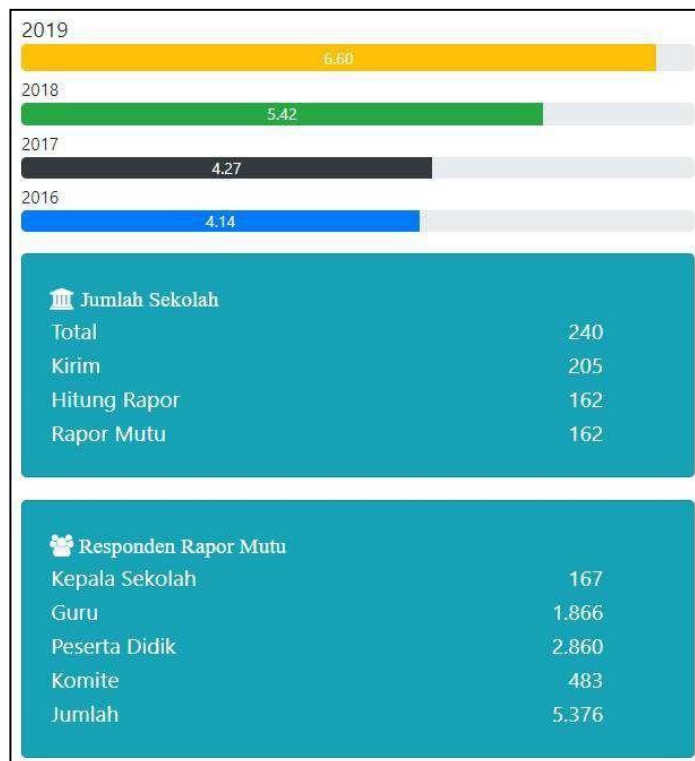 2019
6.60
2018
5.42
2017
4.27
2016
4.14
Jumlah Sekolah
Total 240
Kirim 205
Hitung Rapor 162
Rapor Mutu 162
Responden Rapor Mutu
Kepala Sekolah 167
Guru 1.866
Peserta Didik 2.860
Komite 483
Jumlah 5.376